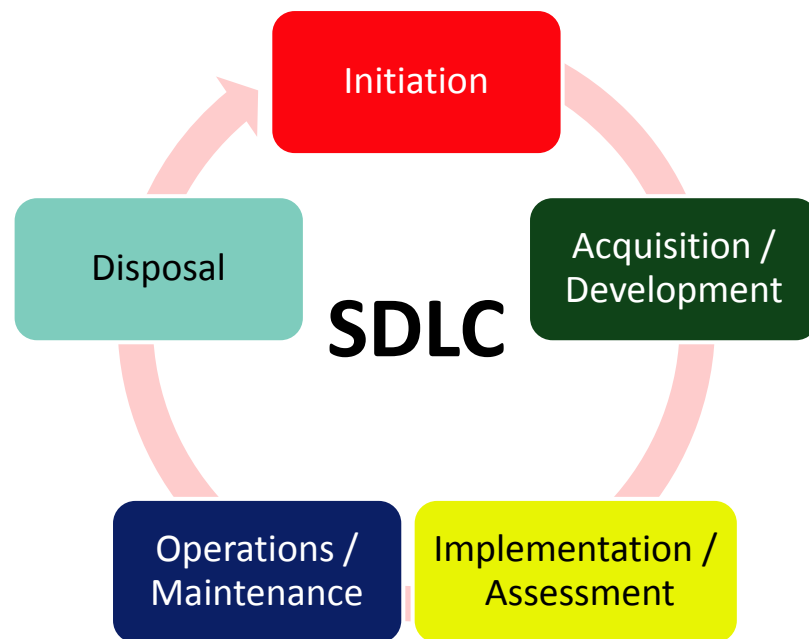 Initiation
Acquisition /
Development
Implementation /
Assessment
Operations /
Maintenance
Disposal
SDLC